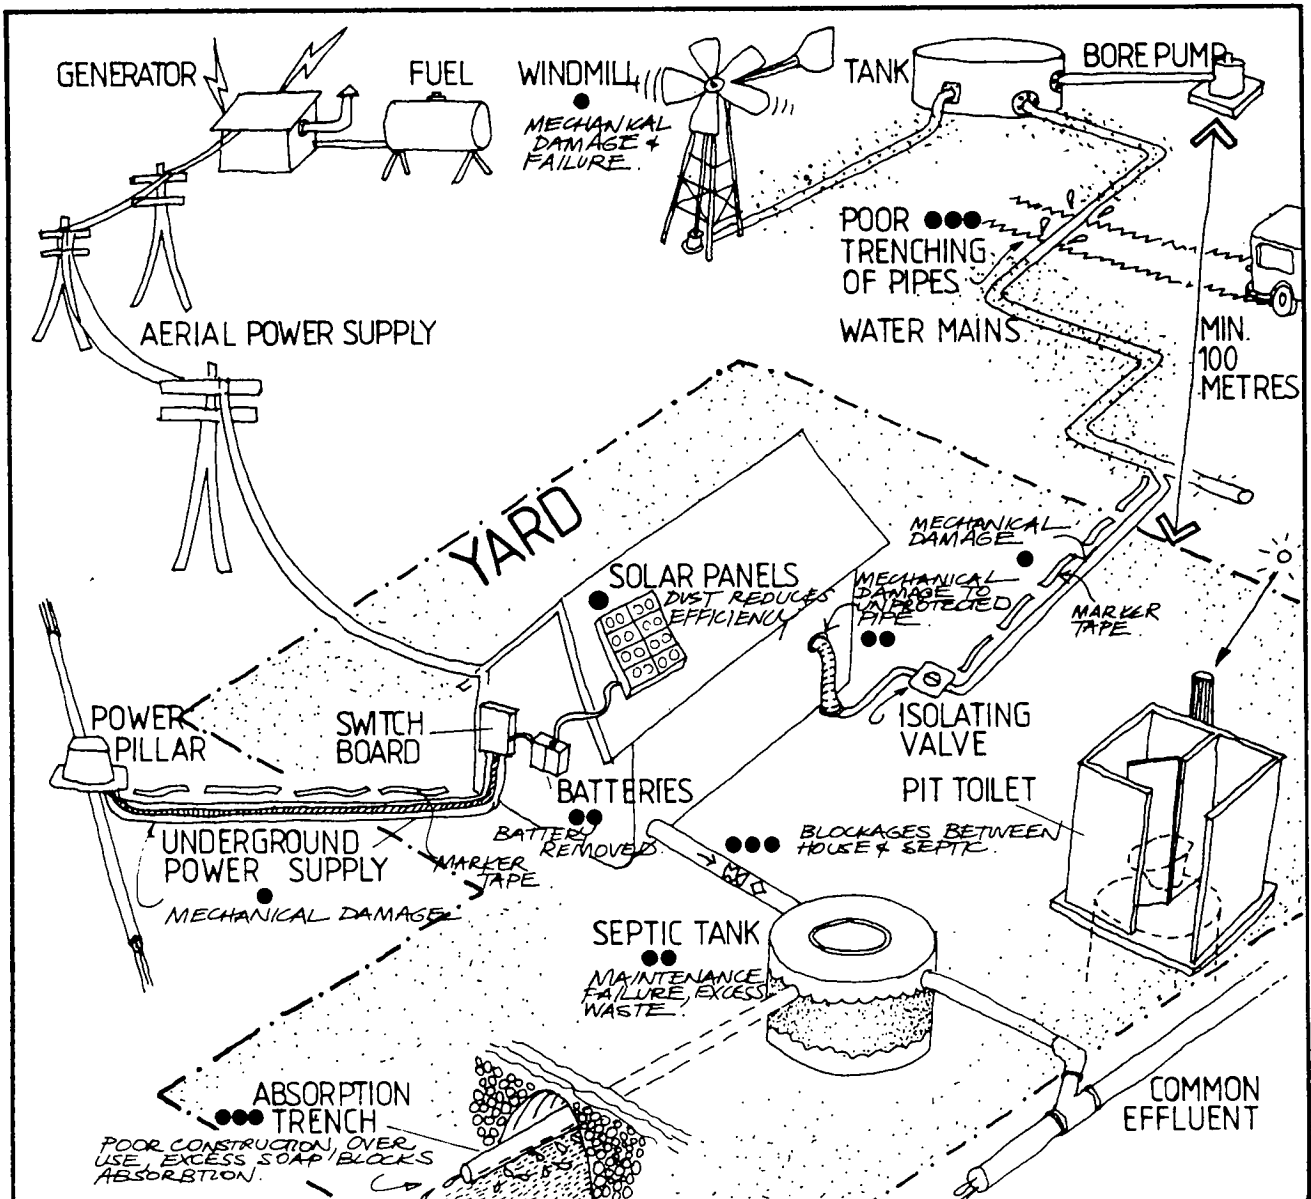 GENERATOR
FUEL
WINDMILL
MECHANICAL
DAMAGE &
FAILURE.
TANK
BORE PUMP
POOR
TRENCHING
OF PIPES
WATER MAINS
MIN.
100
METRES
AERIAL POWER SUPPLY
YARD
SOLAR PANELS
DUST REDUCES
EFFICIENCY
MECHANICAL
DAMAGE
MECHANICAL
DAMAGE TO
UNPROTECTED
PIPE.
MARKER
TAPE
ISOLATING
VALVE
POWER
PILLAR
SWITCH
BOARD
BATTERIES
BATTERY
REMOVED.
UNDERGROUND
POWER SUPPLY
MECHANICAL DAMAGE
MARKER
TAPE
PIT TOILET
BLOCKAGES BETWEEN
HOUSE & SEPTIC.
SEPTIC TANK
MAINTENANCE
FAILURE, EXCESS
WASTE.
ABSORPTION
TRENCH
POOR CONSTRUCTION, OVER
USE, EXCESS SOAP BLOCKS
ABSORBTION.
COMMON
EFFLUENT